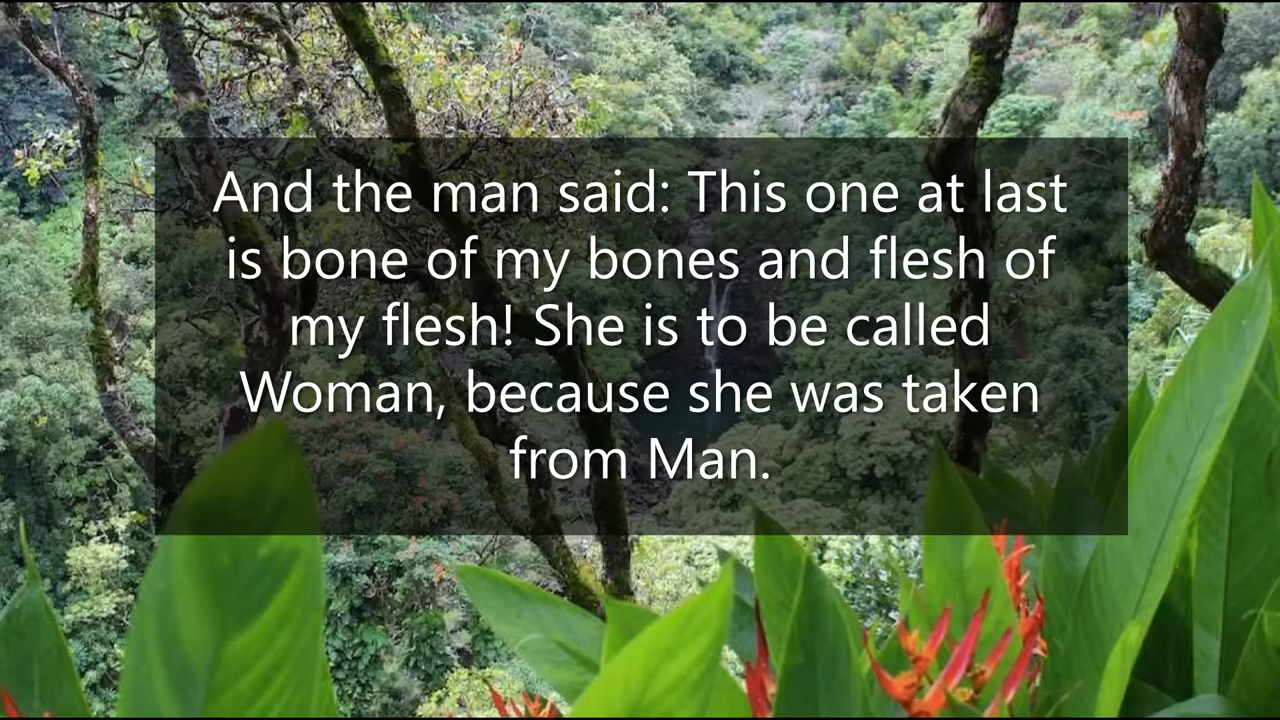 And the man said: This one at last
is bone of my bones and flesh of
my flesh! She is to be called
Woman, because she was taken
from Man.